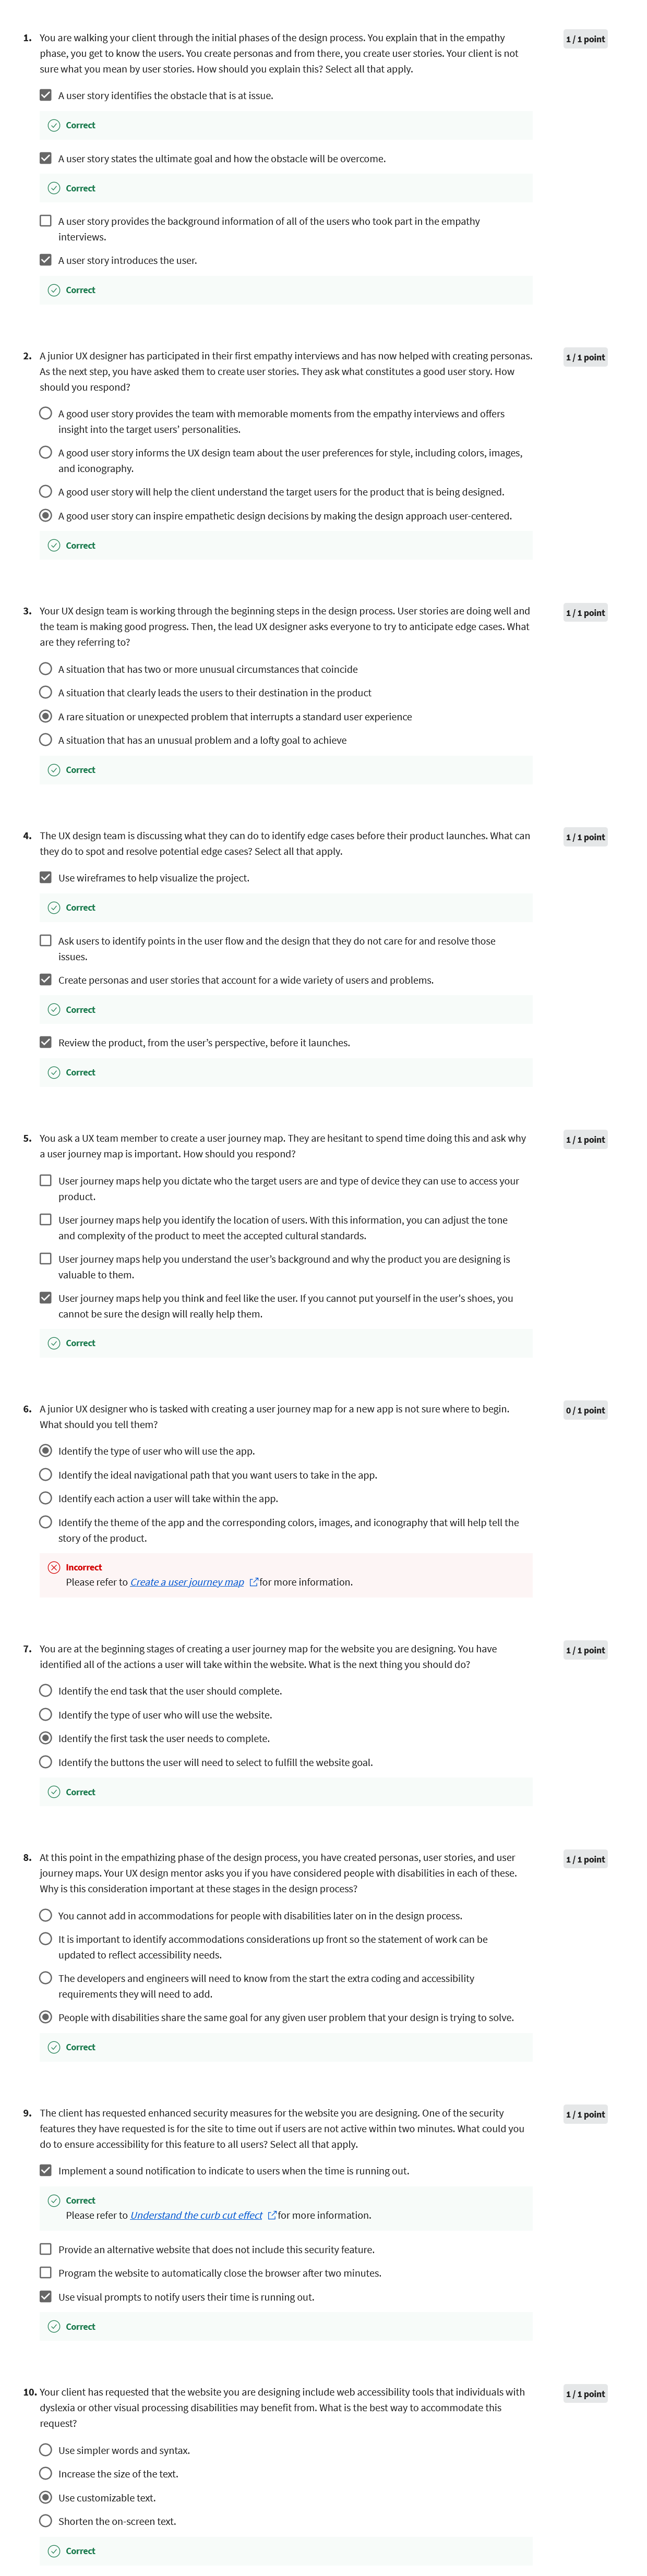 1. You are walking your client through the initial phases of the design process. You explain that in the empathy
1 / 1 point
phase, you get to know the users. You create personas and from there, you create user stories. Your client is not
sure what you mean by user stories. How should you explain this? Select all that apply.
A user story identifies the obstacle that is at issue.
Correct
A user story states the ultimate goal and how the obstacle will be overcome.
Correct
A user story provides the background information of all of the users who took part in the empathy
interviews.
A user story introduces the user.
Correct
2. A junior UX designer has participated in their first empathy interviews and has now helped with creating personas.
1 / 1 point
As the next step, you have asked them to create user stories. They ask what constitutes a good user story. How
should you respond?
A good user story provides the team with memorable moments from the empathy interviews and offers
insight into the target users' personalities.
A good user story informs the UX design team about the user preferences for style, including colors, images,
and iconography.
A good user story will help the client understand the target users for the product that is being designed.
A good user story can inspire empathetic design decisions by making the design approach user-centered.
Correct
3. Your UX design team is working through the beginning steps in the design process. User stories are doing well and
1 / 1 point
the team is making good progress. Then, the lead UX designer asks everyone to try to anticipate edge cases. What
are they referring to?
A situation that has two or more unusual circumstances that coincide
A situation that clearly leads the users to their destination in the product
A rare situation or unexpected problem that interrupts a standard user experience
A situation that has an unusual problem and a lofty goal to achieve
Correct
4. The UX design team is discussing what they can do to identify edge cases before their product launches. What can
1 / 1 point
they do to spot and resolve potential edge cases? Select all that apply.
Use wireframes to help visualize the project.
Correct
Ask users to identify points in the user flow and the design that they do not care for and resolve those
issues.
Create personas and user stories that account for a wide variety of users and problems.
Correct
Review the product, from the user's perspective, before it launches.
Correct
5. You ask a UX team member to create a user journey map. They are hesitant to spend time doing this and ask why
1 / 1 point
a user journey map is important. How should you respond?
User journey maps help you dictate who the target users are and type of device they can use to access your
product.
User journey maps help you identify the location of users. With this information, you can adjust the tone
and complexity of the product to meet the accepted cultural standards.
User journey maps help you understand the user's background and why the product you are designing is
valuable to them.
User journey maps help you think and feel like the user. If you cannot put yourself in the user's shoes, you
cannot be sure the design will really help them.
Correct
6. A junior UX designer who is tasked with creating a user journey map for a new app is not sure where to begin.
0 / 1 point
What should you tell them?
Identify the type of user who will use the app.
Identify the ideal navigational path that you want users to take in the app.
Identify each action a user will take within the app.
Identify the theme of the app and the corresponding colors, images, and iconography that will help tell the
story of the product.
Incorrect
Please refer to Create a user journey map for more information.
7. You are at the beginning stages of creating a user journey map for the website you are designing. You have
1 / 1 point
identified all of the actions a user will take within the website. What is the next thing you should do?
Identify the end task that the user should complete.
Identify the type of user who will use the website.
Identify the first task the user needs to complete.
Identify the buttons the user will need to select to fulfill the website goal.
Correct
8. At this point in the empathizing phase of the design process, you have created personas, user stories, and user
1 / 1 point
journey maps. Your UX design mentor asks you if you have considered people with disabilities in each of these.
Why is this consideration important at these stages in the design process?
You cannot add in accommodations for people with disabilities later on in the design process.
It is important to identify accommodations considerations up front so the statement of work can be
updated to reflect accessibility needs.
The developers and engineers will need to know from the start the extra coding and accessibility
requirements they will need to add.
People with disabilities share the same goal for any given user problem that your design is trying to solve.
Correct
9. The client has requested enhanced security measures for the website you are designing. One of the security
1 / 1 point
features they have requested is for the site to time out if users are not active within two minutes. What could you
do to ensure accessibility for this feature to all users? Select all that apply.
Implement a sound notification to indicate to users when the time is running out.
Correct
Please refer to Understand the curb cut effect for more information.
Provide an alternative website that does not include this security feature.
Program the website to automatically close the browser after two minutes.
Use visual prompts to notify users their time is running out.
Correct
10. Your client has requested that the website you are designing include web accessibility tools that individuals with
1 / 1 point
dyslexia or other visual processing disabilities may benefit from. What is the best way to accommodate this
request?
Use simpler words and syntax.
Increase the size of the text.
Use customizable text.
Shorten the on-screen text.
Correct